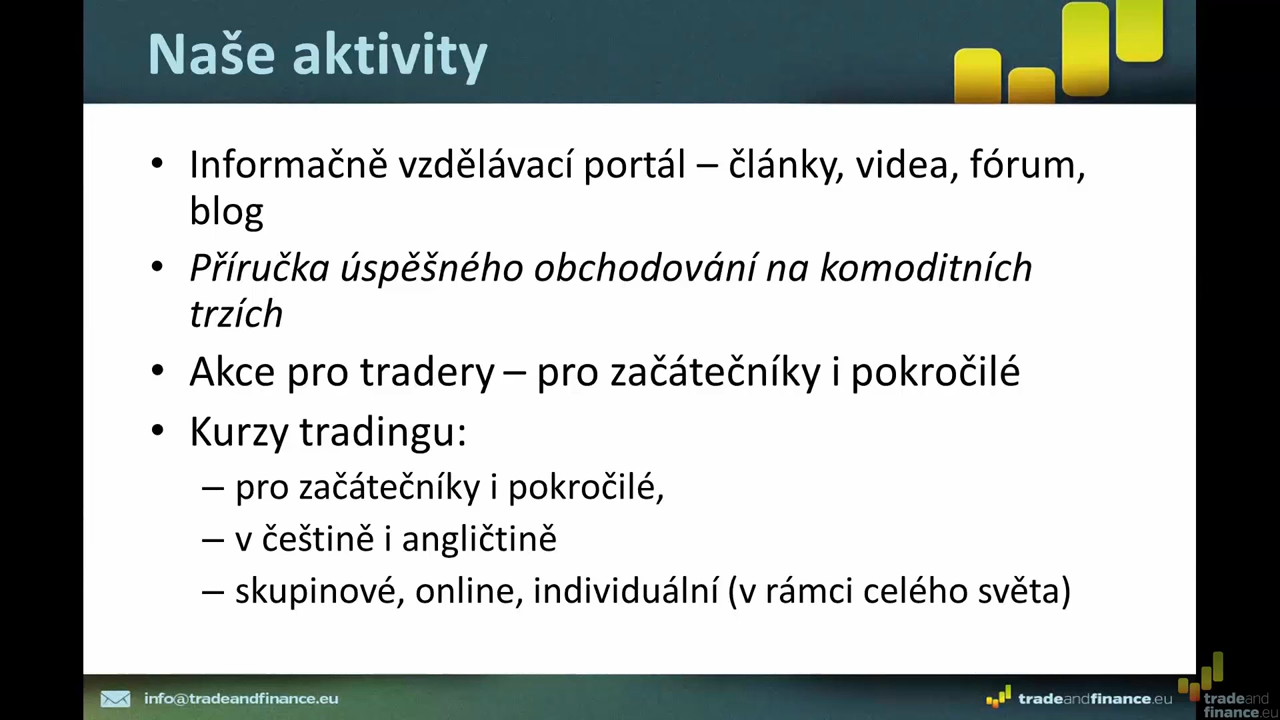 Naše aktivity
• Informačně vzdělávací portál – články, videa, fórum,
blog
• Příručka úspěšného obchodování na komoditních
trzích
• Akce pro tradery – pro začátečníky i pokročilé
• Kurzy tradingu:
– pro začátečníky i pokročilé,
– v češtině i angličtině
– skupinové, online, individuální (v rámci celého světa)
info@tradeandfinance.eu
tradeandfinance.eu
tradeand
finance.eu